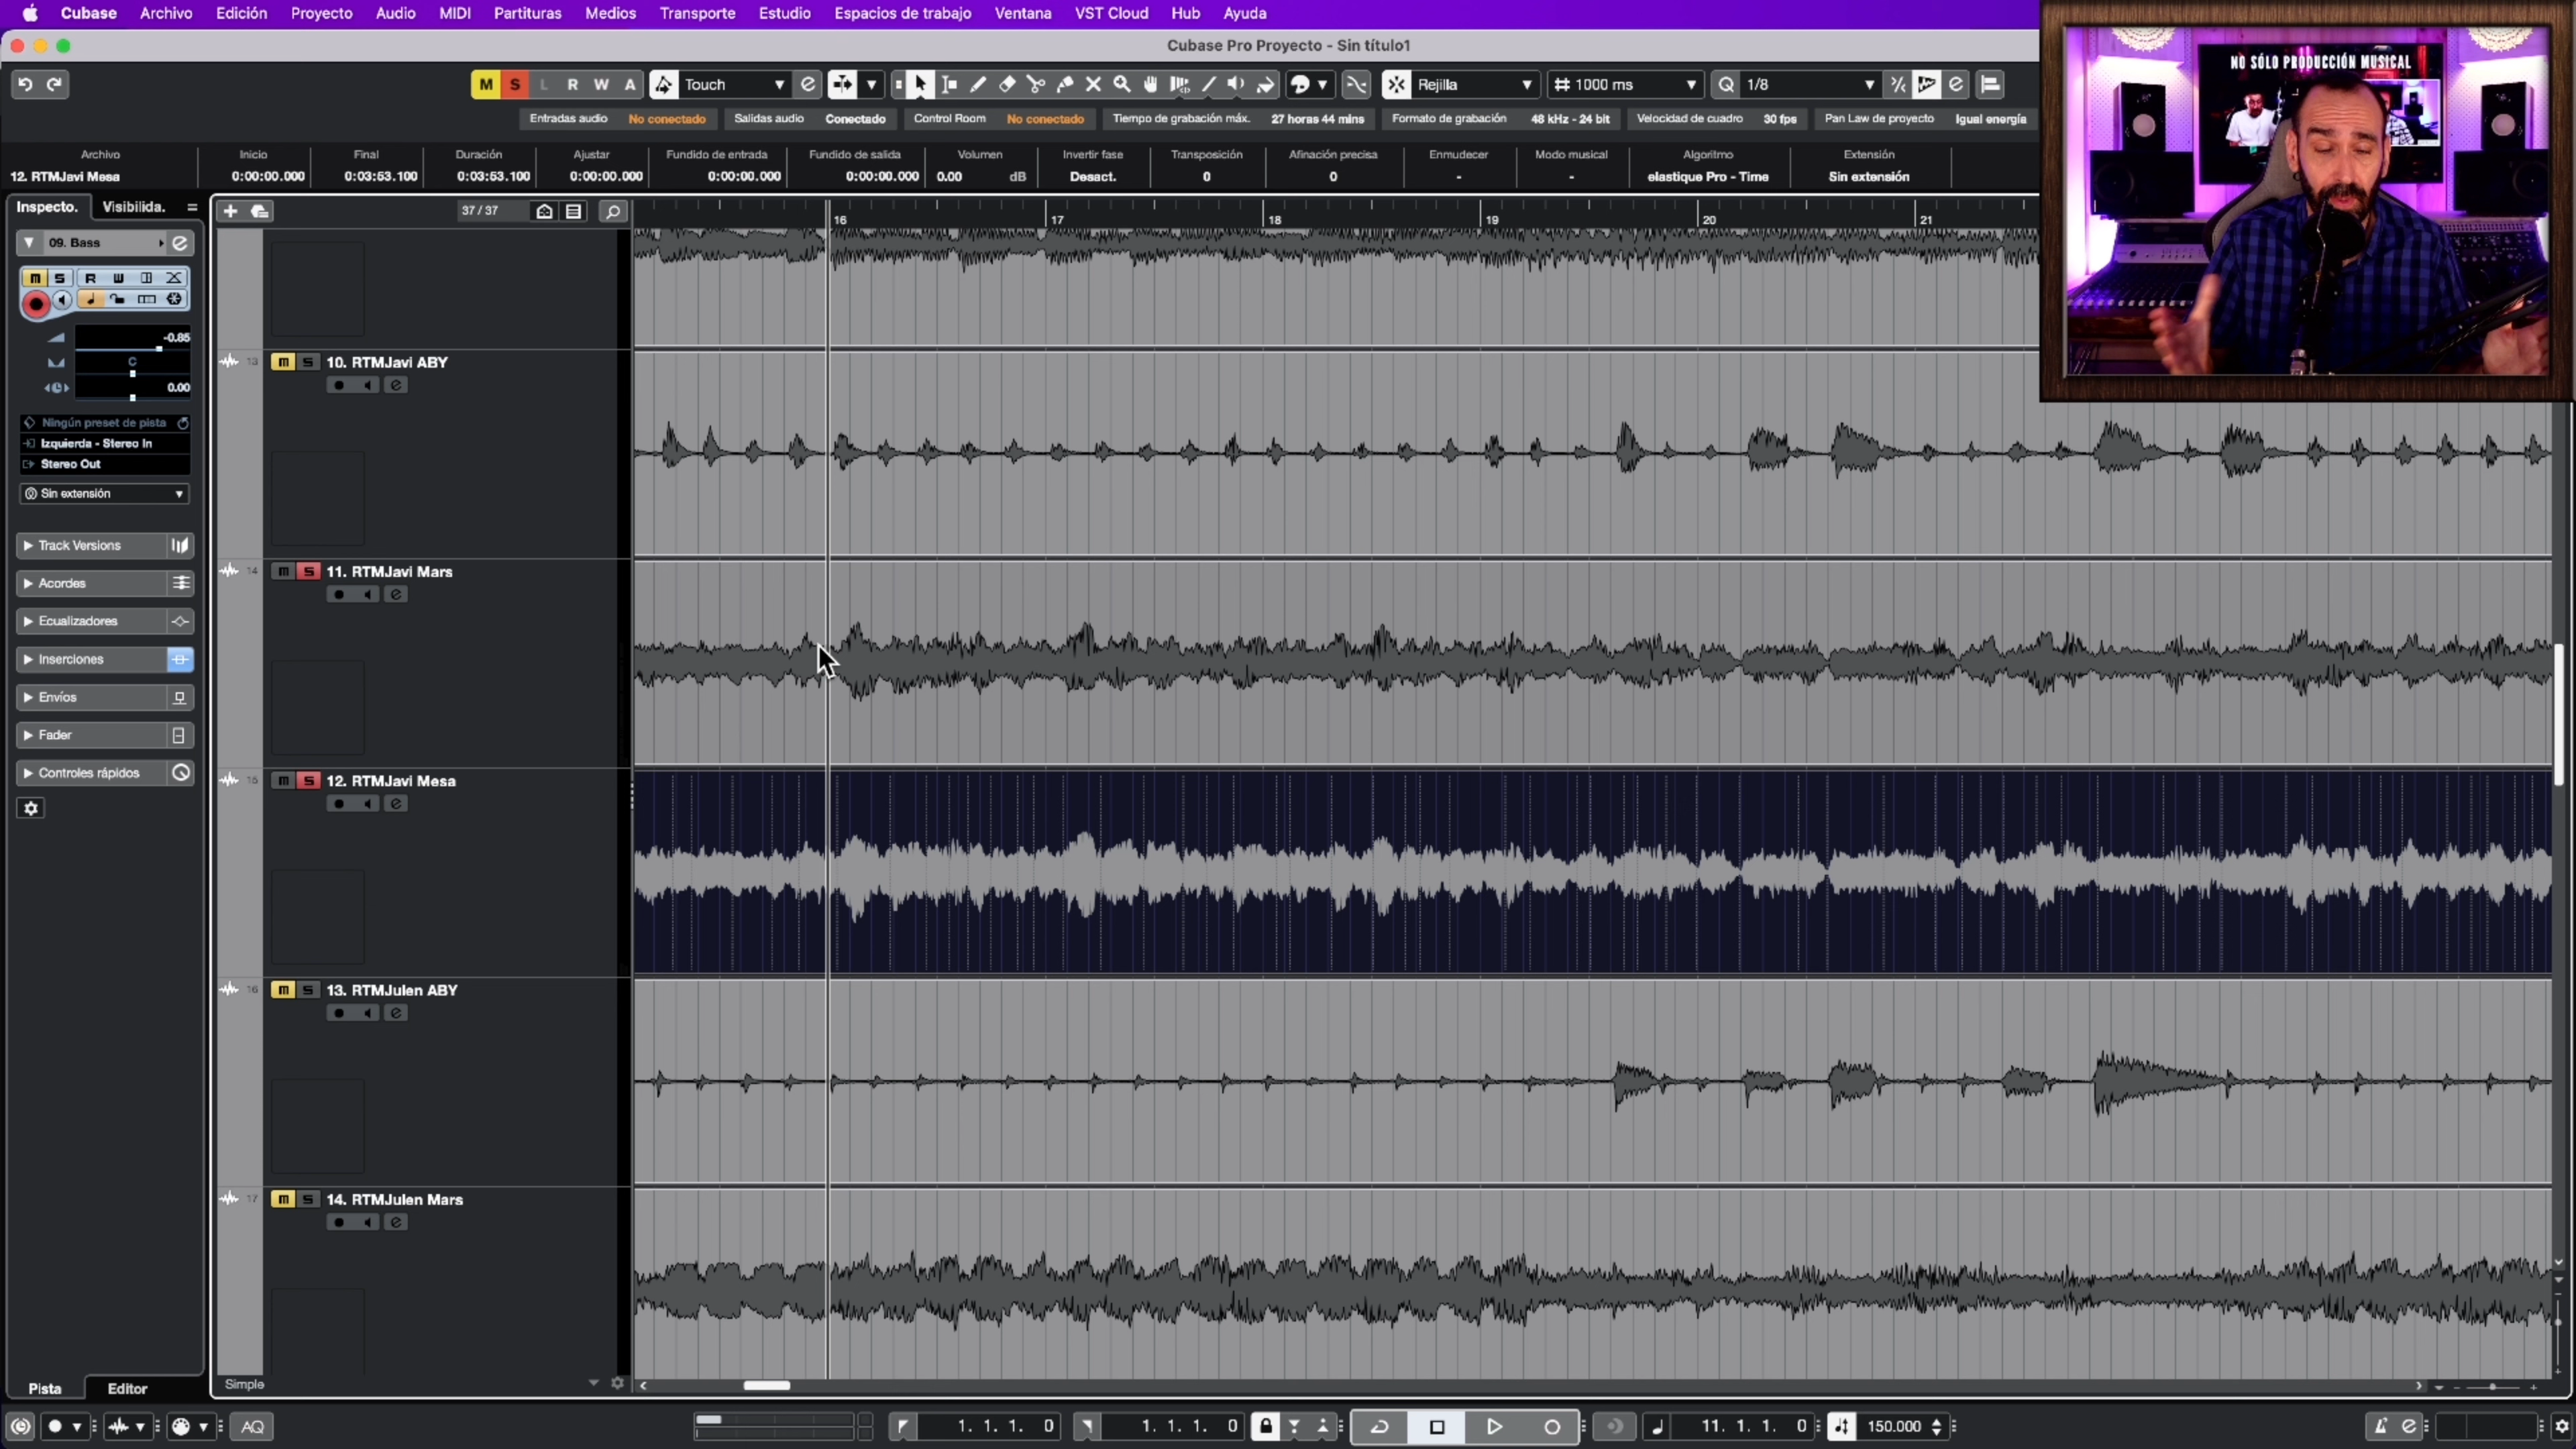 Cubase Archivo Edición Proyecto Audio MIDI Partituras Medios Transporte Estudio Espacios de trabajo Ventana VST Cloud Hub Ayuda
Cubase Pro Proyecto - Sin título1
NO SÓLO PRODUCCIÓN MUSICAL
M S L R W A Touch Rejilla 1000 ms Q 1/8
Entradas audio No conectado Salidas audio Conectado Control Room No conectado Tiempo de grabación máx. 27 horas 44 mins Formato de grabación 48 kHz - 24 bit Velocidad de cuadro 30 fps Pan Law de proyecto Igual energía
Archivo Inicio Final Duración Ajustar Fundido de entrada Fundido de salida Volumen Invertir fase Transposición Afinación precisa Enmudecer Modo musical Algoritmo Extensión
12. RTMJavi Mesa 0:00:00.000 0:03:53.100 0:03:53.100 0:00:00.000 0:00:00.000 0:00:00.000 0.00 dB Desact. 0 0 - - elastique Pro - Time Sin extensión
Inspecto. Visibilida. 37 / 37
16 17 18 19 20 21
09. Bass
m S R W
-0.85
C
0.00
Ningún preset de pista
Izquierda - Stereo In
Stereo Out
Sin extensión
Track Versions
Acordes
Ecualizadores
Inserciones
Envíos
Fader
Controles rápidos
13 m S 10. RTMJavi ABY
14 m S 11. RTMJavi Mars
15 m S 12. RTMJavi Mesa
16 m S 13. RTMJulen ABY
17 m S 14. RTMJulen Mars
Pista Editor Simple
AQ 1. 1. 1. 0 1. 1. 1. 0 11. 1. 1. 0 150.000